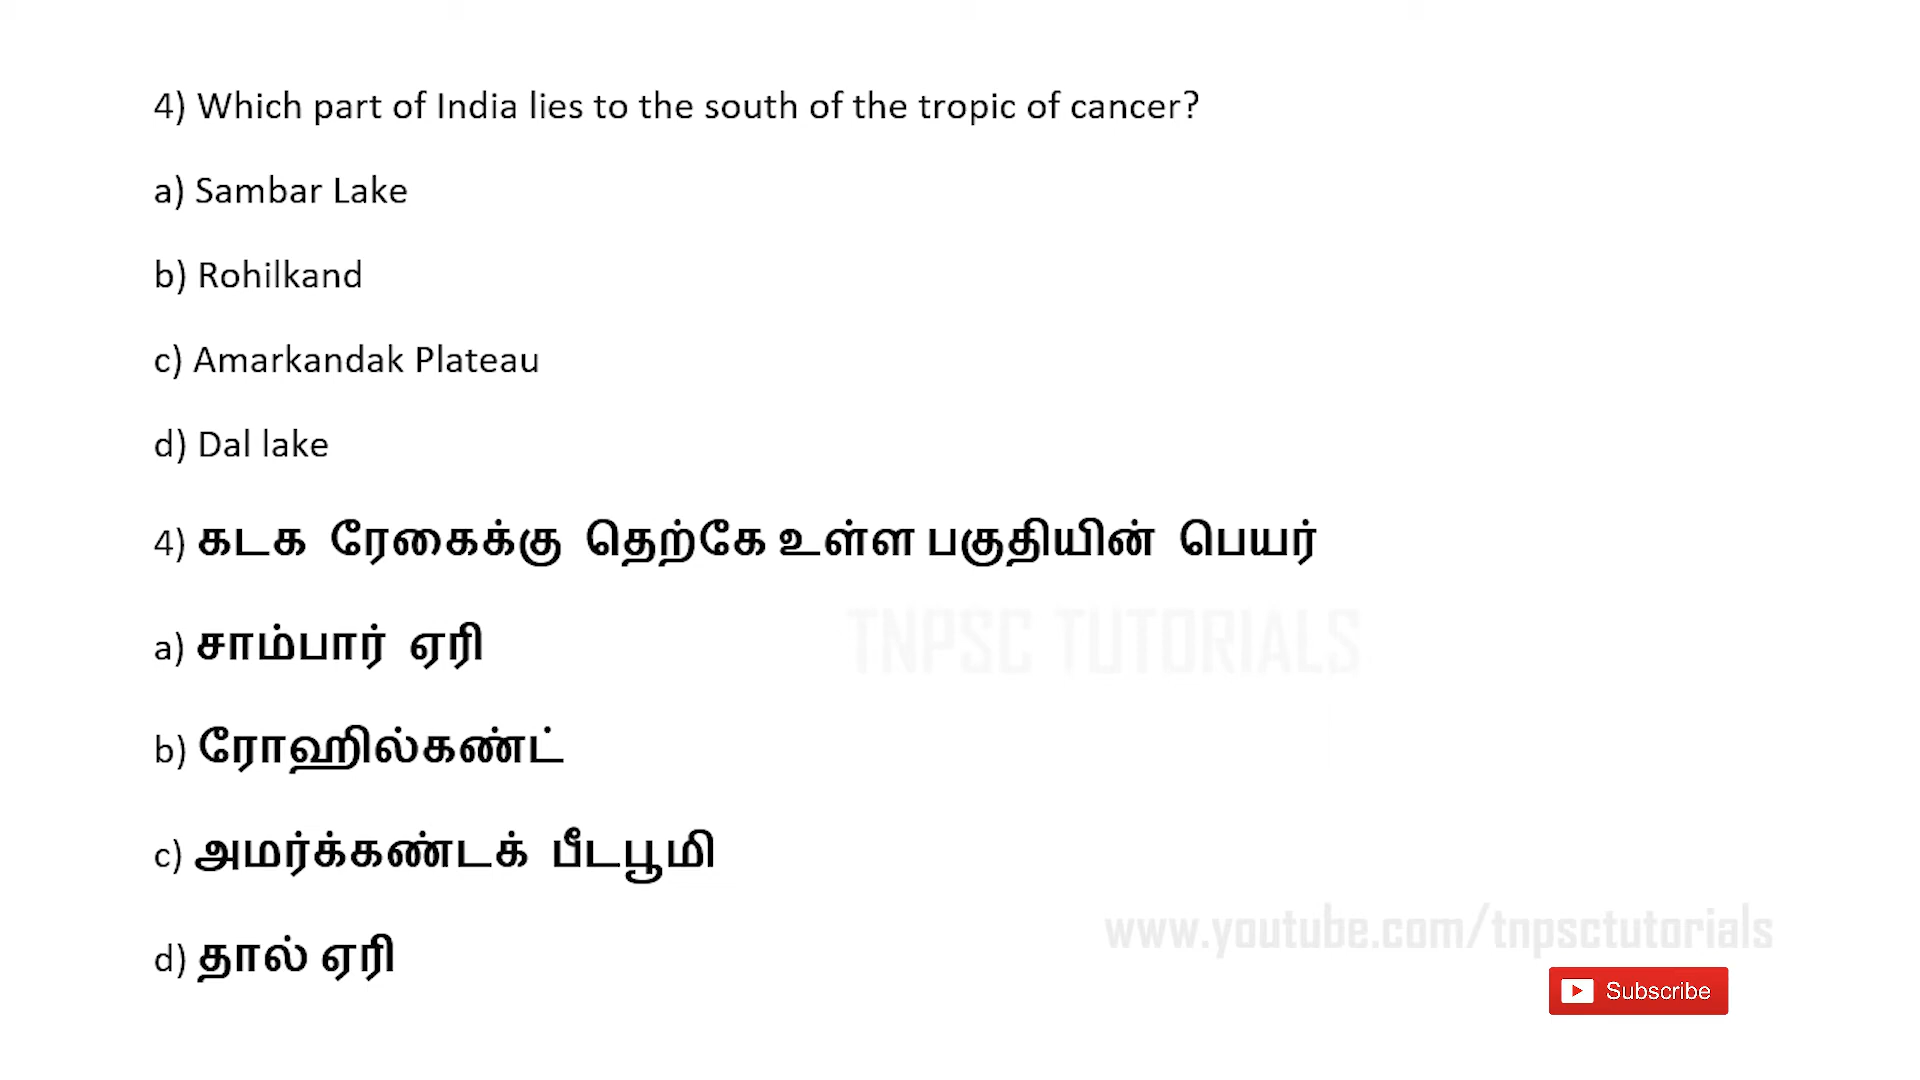 4) Which part of India lies to the south of the tropic of cancer?
a) Sambar Lake
b) Rohilkand
c) Amarkandak Plateau
d) Dal lake
4) கடக ரேகைக்கு தெற்கே உள்ள பகுதியின் பெயர்
TNPSC TUTORIALS
a) சாம்பார் ஏரி
b) ரோஹில்கண்ட்
c) அமர்க்கண்டக் பீடபூமி
www.youtube.com/tnpsctutorials
d) தால் ஏரி
Subscribe